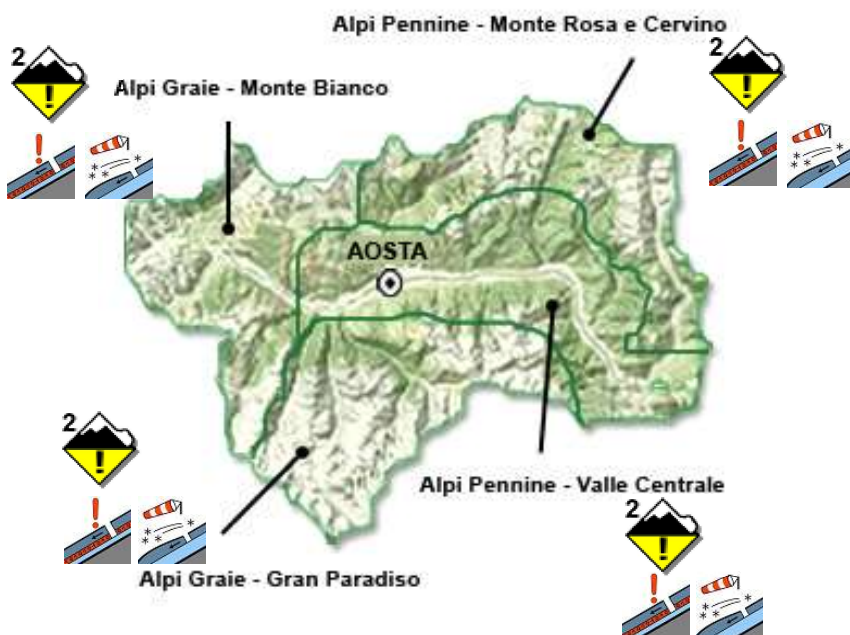 Alpi Pennine - Monte Rosa e Cervino
2
2
Alpi Graie - Monte Bianco
!
!
AOSTA
2
!
Alpi Pennine - Valle Centrale
2
!
Alpi Graie - Gran Paradiso